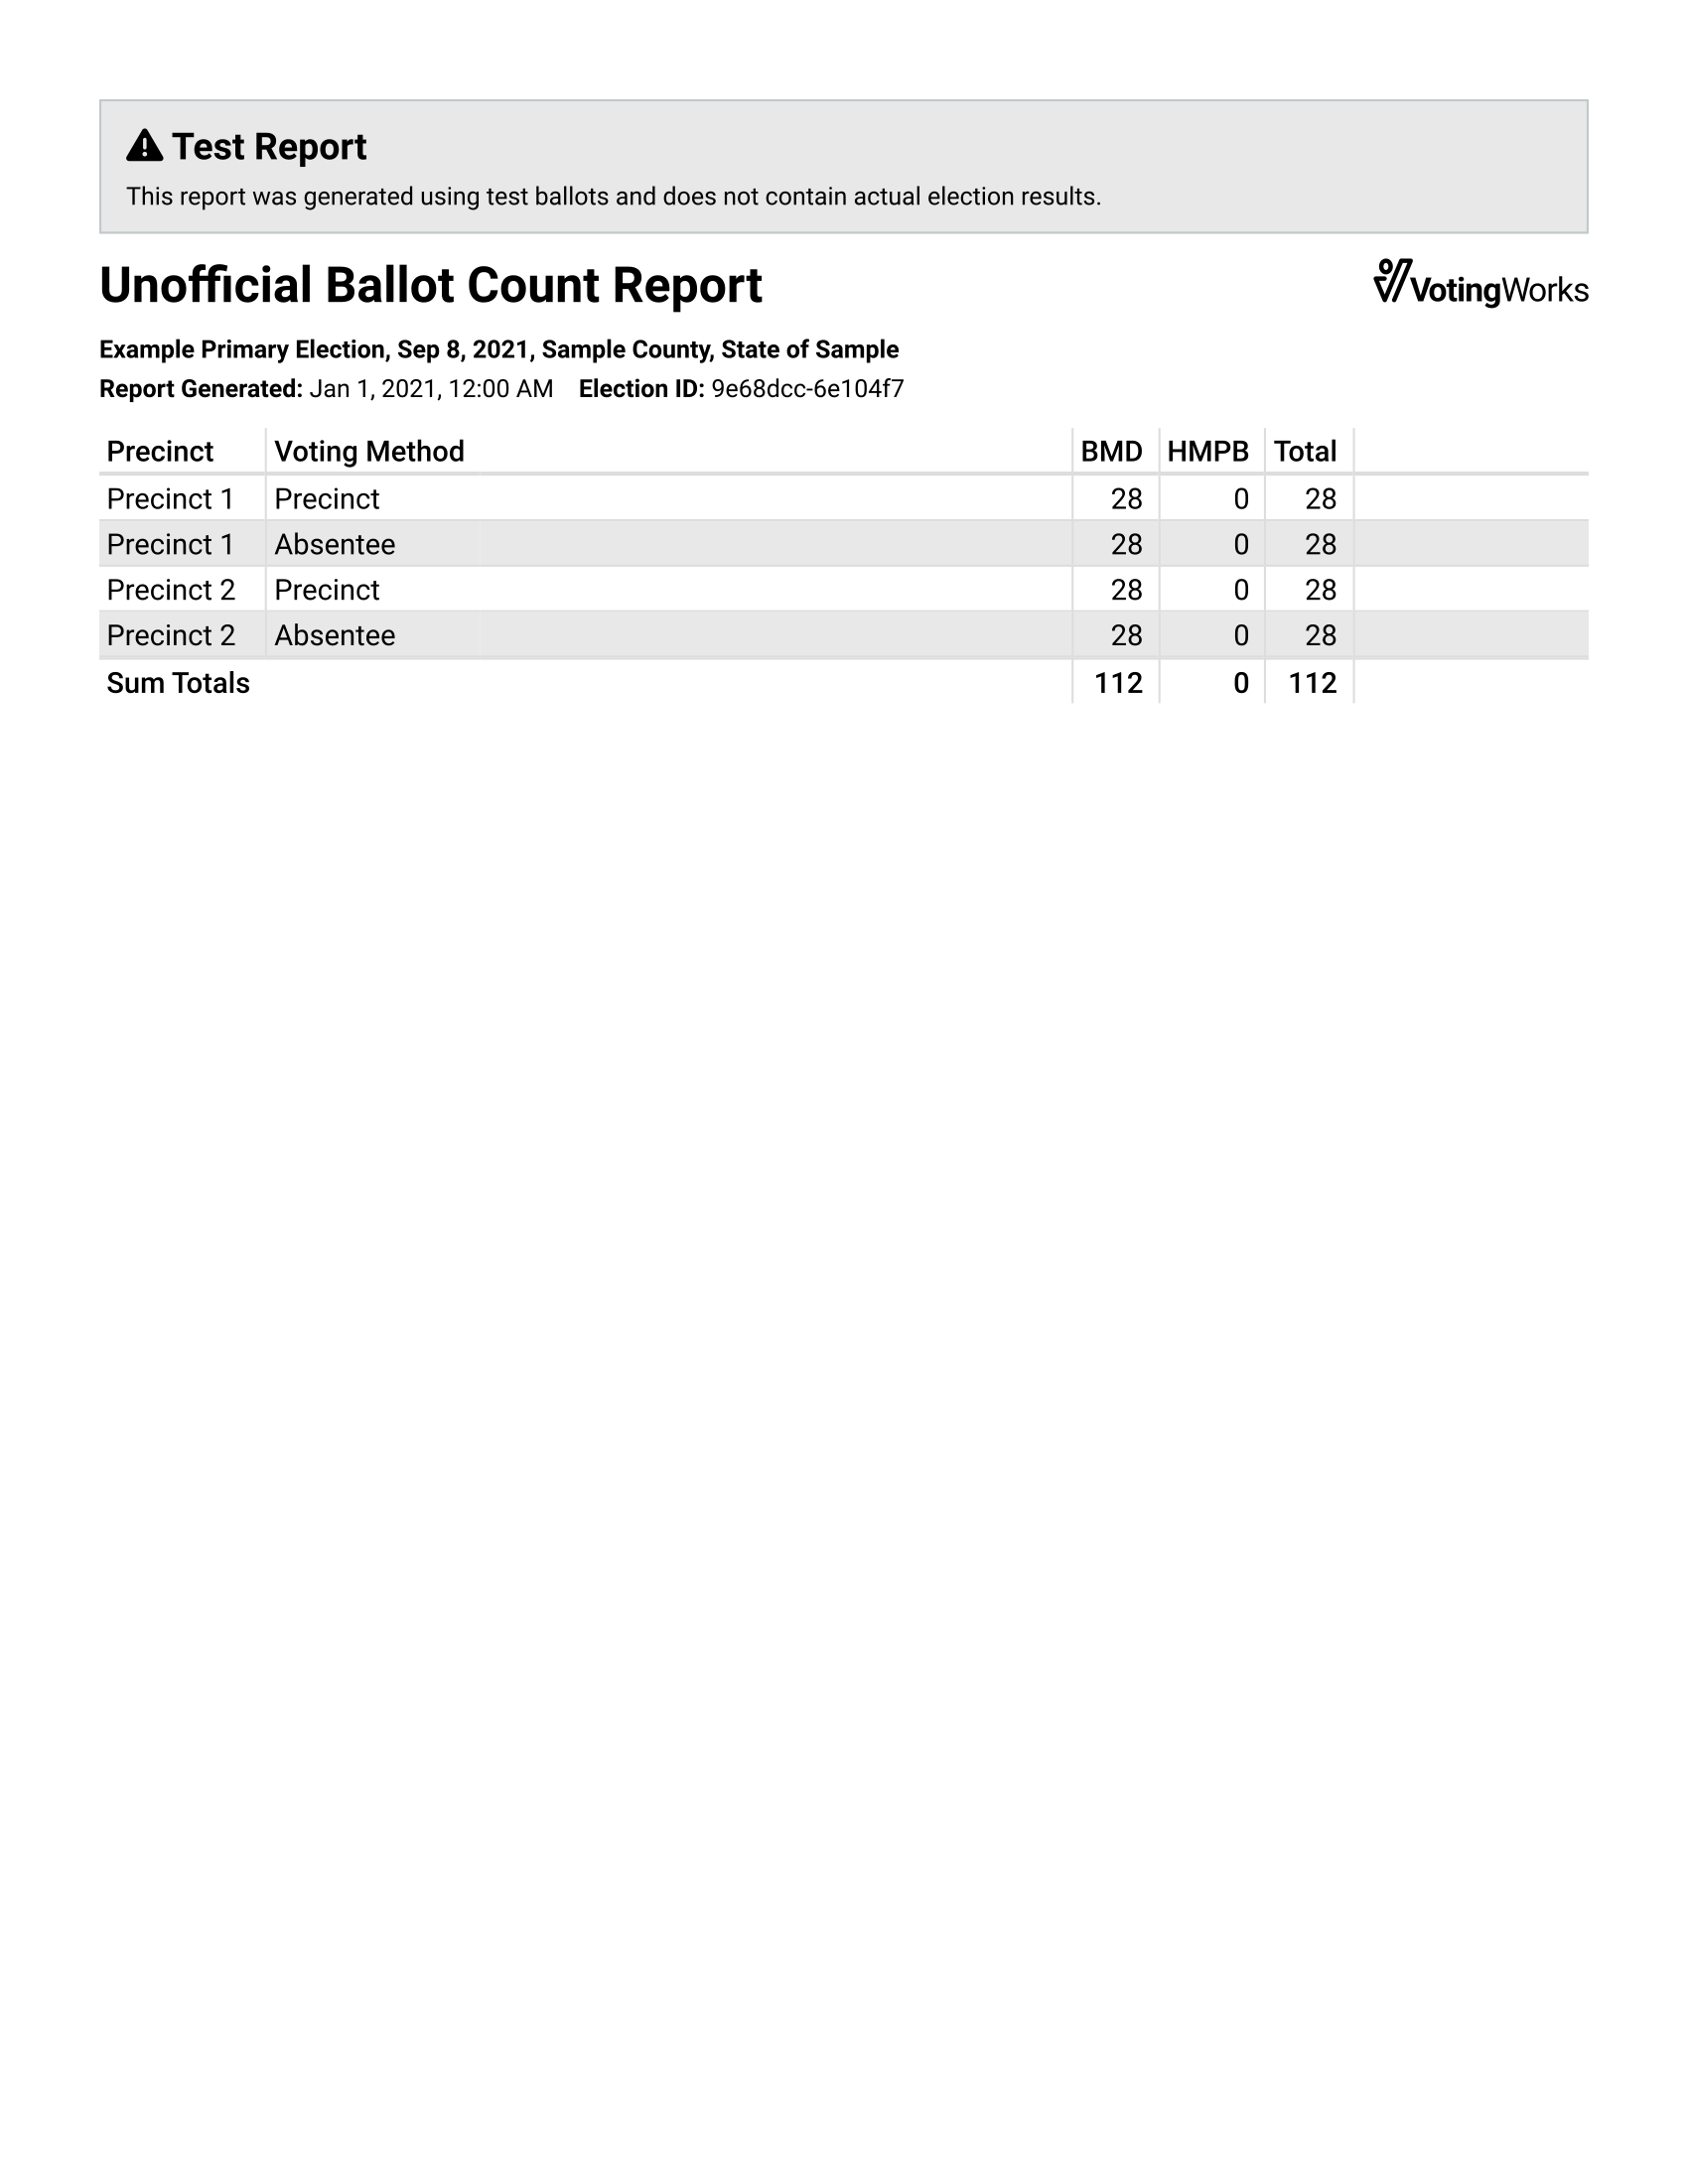 Test Report
This report was generated using test ballots and does not contain actual election results.
Unofficial Ballot Count Report
VotingWorks
Example Primary Election, Sep 8, 2021, Sample County, State of Sample
Report Generated: Jan 1, 2021, 12:00 AM Election ID: 9e68dcc-6e104f7
Precinct Voting Method BMD HMPB Total
Precinct 1 Precinct 28 0 28
Precinct 1 Absentee 28 0 28
Precinct 2 Precinct 28 0 28
Precinct 2 Absentee 28 0 28
Sum Totals 112 0 112